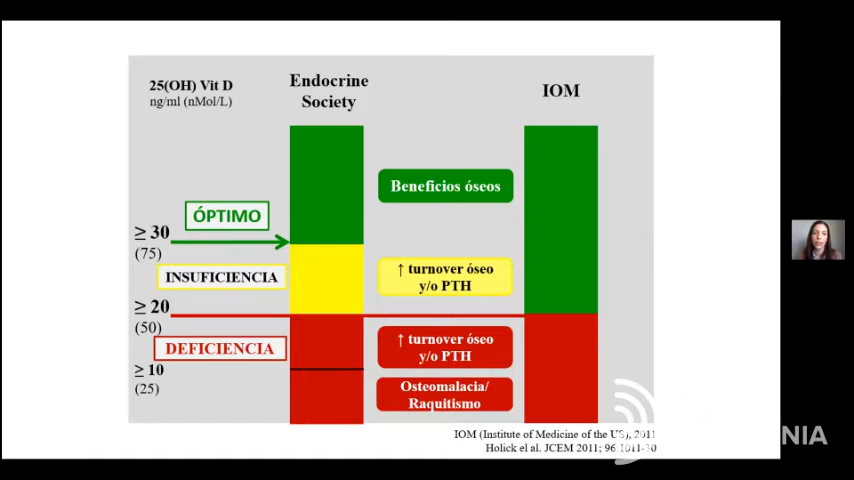 25(OH) Vit D
ng/ml (nMol/L)
Endocrine
Society
IOM
Beneficios óseos
ÓPTIMO
≥ 30
(75)
INSUFICIENCIA
↑ turnover óseo
y/o PTH
≥ 20
(50)
DEFICIENCIA
↑ turnover óseo
y/o PTH
≥ 10
(25)
Osteomalacia/
Raquitismo
IOM (Institute of Medicine of the US), 2011
Holick el al. JCEM 2011; 96:1011-30
NIA